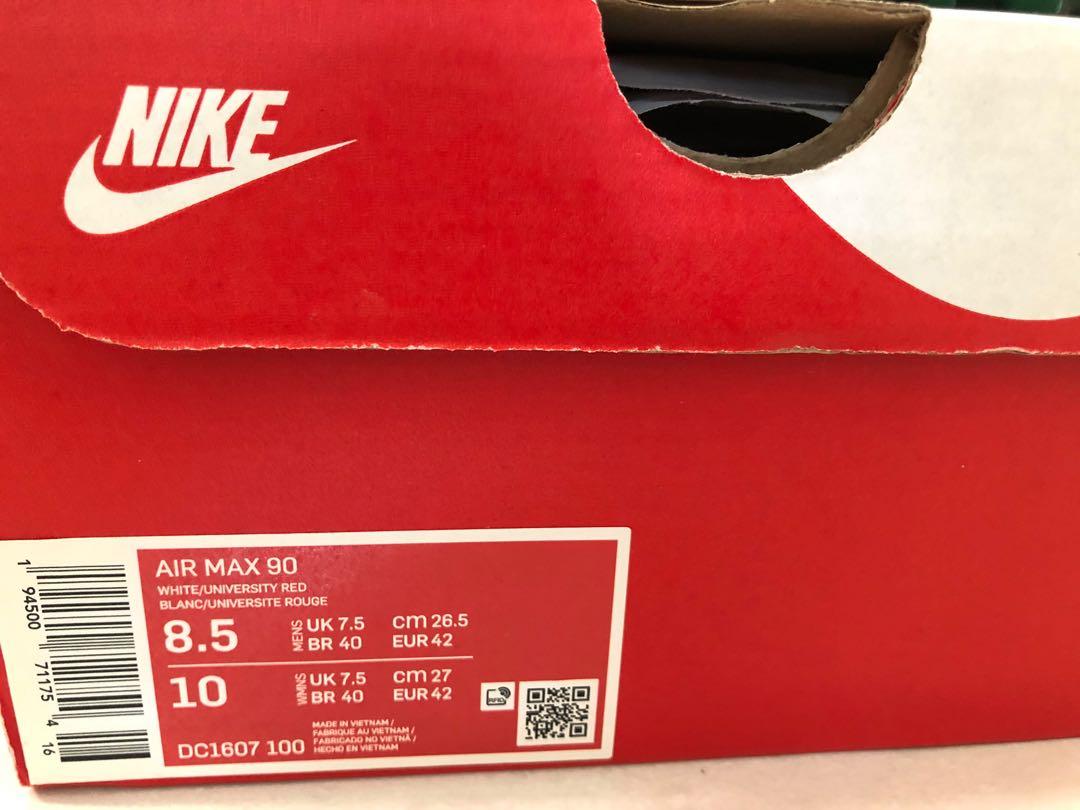 NIKE
AIR MAX 90
WHITE/UNIVERSITY RED
BLANC/UNIVERSITE ROUGE
8.5 MENS UK 7.5 CM 26.5
BR 40 EUR 42
10 WMNS UK 7.5 CM 27
BR 40 EUR 42
MADE IN VIETNAM /
FABRIQUE AU VIETNAM /
FABRICADO NO VIETNÃ /
HECHO EN VIETNAM
DC1607 100
1 94500 71175 4 16